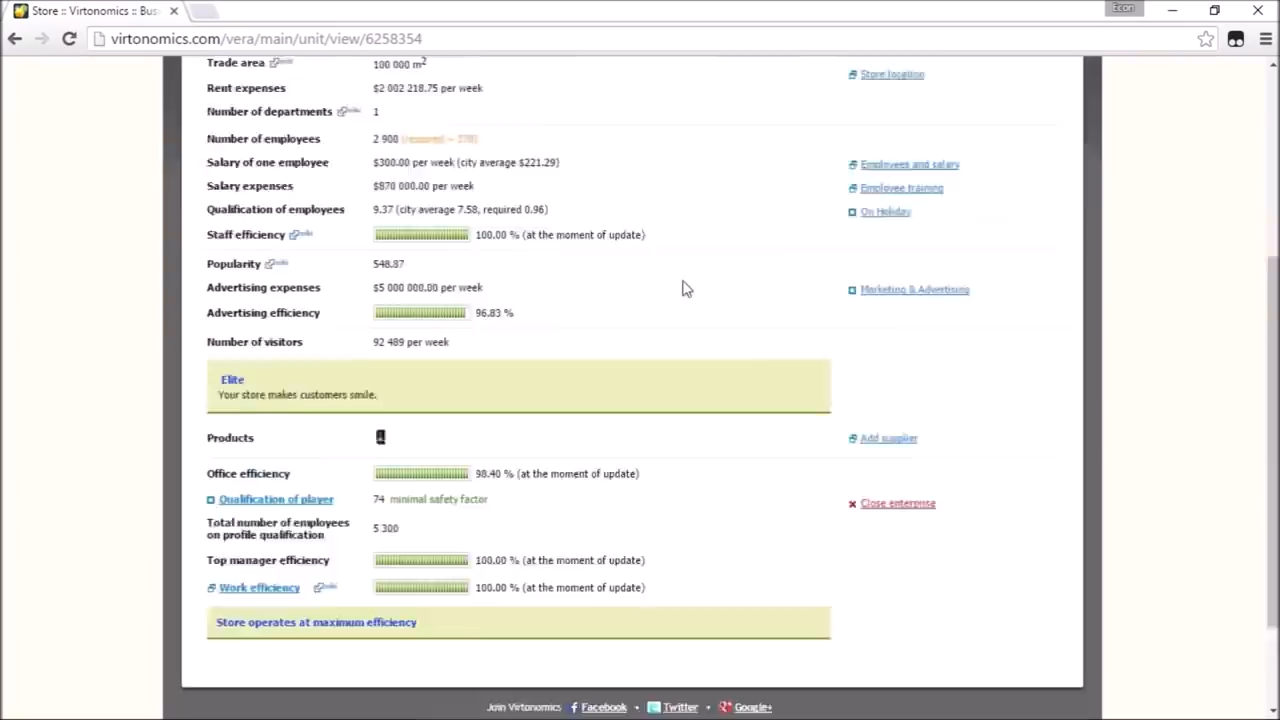 Store :: Virtonomics :: Bus
Econ
virtonomics.com/vera/main/unit/view/6258354
Trade area 100 000 m2
Store location
Rent expenses $2 002 218.75 per week
Number of departments 1
Number of employees 2 900
Salary of one employee $300.00 per week (city average $221.29)
Employees and salary
Salary expenses $870 000.00 per week
Employee training
Qualification of employees 9.37 (city average 7.58, required 0.96)
On Holiday
Staff efficiency 100.00 % (at the moment of update)
Popularity 548.87
Advertising expenses $5 000 000.00 per week
Marketing & Advertising
Advertising efficiency 96.83 %
Number of visitors 92 489 per week
Elite
Your store makes customers smile.
Products
Add supplier
Office efficiency 98.40 % (at the moment of update)
Qualification of player 74 minimal safety factor
Close enterprise
Total number of employees
on profile qualification 5 300
Top manager efficiency 100.00 % (at the moment of update)
Work efficiency 100.00 % (at the moment of update)
Store operates at maximum efficiency
Join Virtonomics Facebook • Twitter • Google+